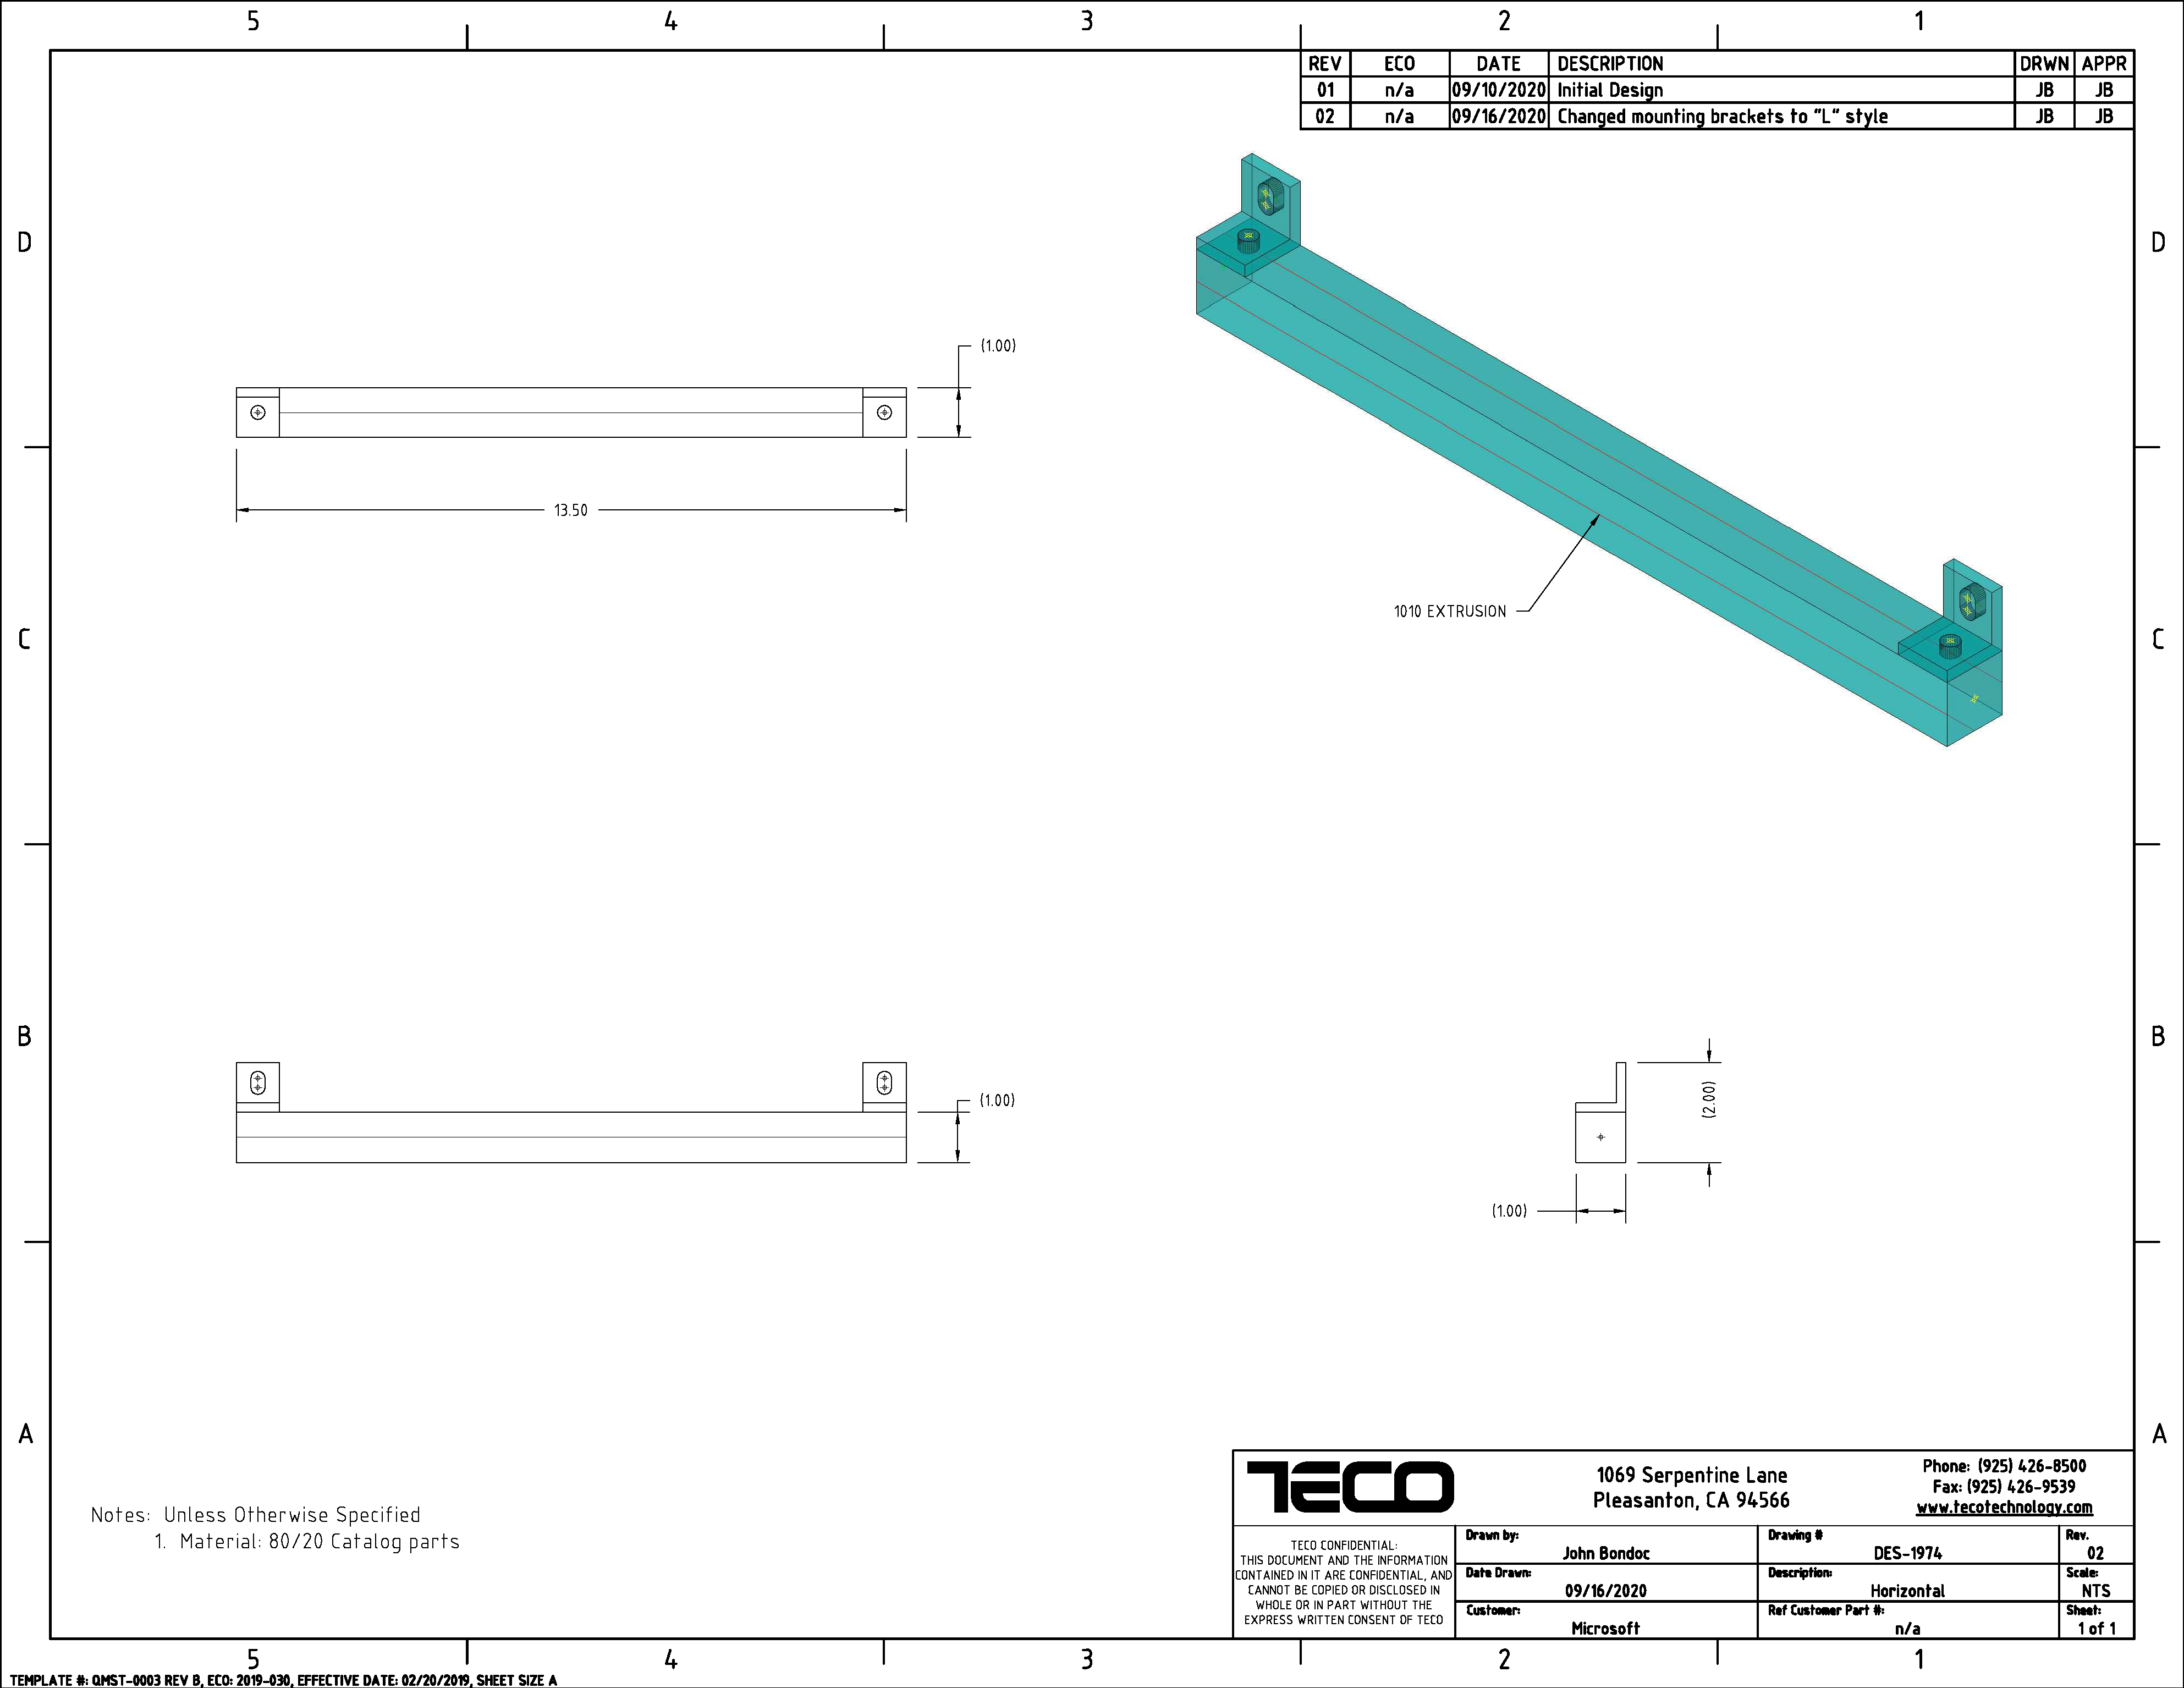 5 4 3 2 1
REV ECO DATE DESCRIPTION DRWN APPR
01 n/a 09/10/2020 Initial Design JB JB
02 n/a 09/16/2020 Changed mounting brackets to "L" style JB JB
D D
(1.00)
13.50
1010 EXTRUSION
C C
B B
(1.00)
(2.00)
(1.00)
A A
Notes: Unless Otherwise Specified
1. Material: 80/20 Catalog parts
TECO
1069 Serpentine Lane
Pleasanton, CA 94566
Phone: (925) 426-8500
Fax: (925) 426-9539
www.tecotechnology.com
TECO CONFIDENTIAL:
THIS DOCUMENT AND THE INFORMATION
CONTAINED IN IT ARE CONFIDENTIAL, AND
CANNOT BE COPIED OR DISCLOSED IN
WHOLE OR IN PART WITHOUT THE
EXPRESS WRITTEN CONSENT OF TECO
Drawn by:
John Bondoc
Drawing #
DES-1974
Rev.
02
Date Drawn:
09/16/2020
Description:
Horizontal
Scale:
NTS
Customer:
Microsoft
Ref Customer Part #:
n/a
Sheet:
1 of 1
5 4 3 2 1
TEMPLATE #: QMST-0003 REV B, ECO: 2019-030, EFFECTIVE DATE: 02/20/2019, SHEET SIZE A